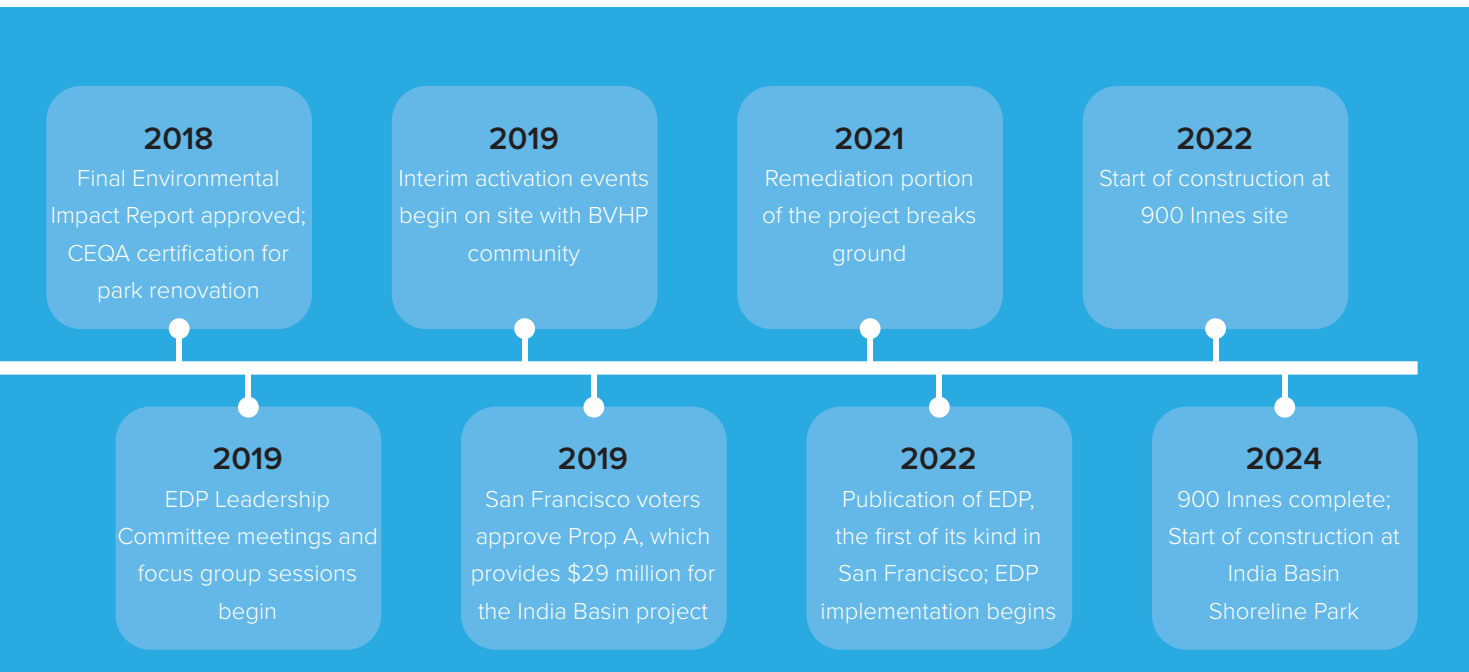 2018
Final Environmental
Impact Report approved;
CEQA certification for
park renovation
2019
EDP Leadership
Committee meetings and
focus group sessions
begin
2019
Interim activation events
begin on site with BVHP
community
2019
San Francisco voters
approve Prop A, which
provides $29 million for
the India Basin project
2021
Remediation portion
of the project breaks
ground
2022
Publication of EDP,
the first of its kind in
San Francisco; EDP
implementation begins
2022
Start of construction at
900 Innes site
2024
900 Innes complete;
Start of construction at
India Basin
Shoreline Park